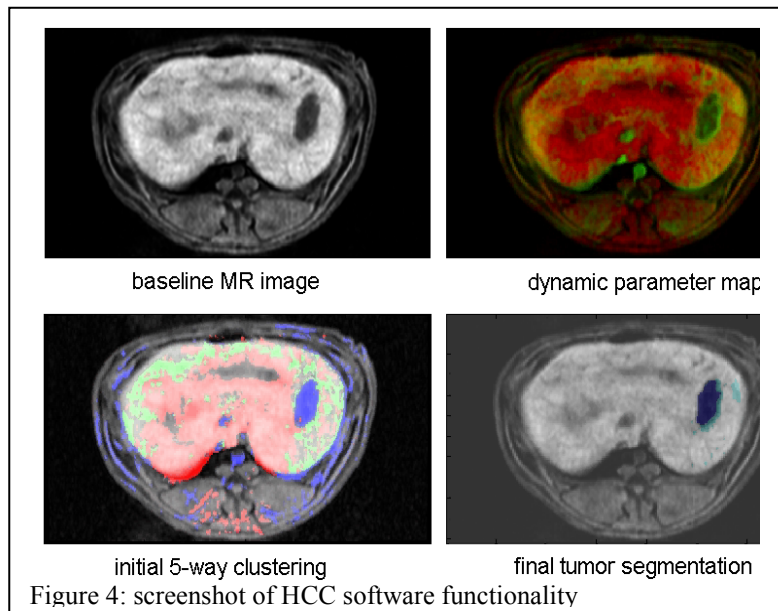 baseline MR image
dynamic parameter map
initial 5-way clustering
final tumor segmentation
Figure 4: screenshot of HCC software functionality